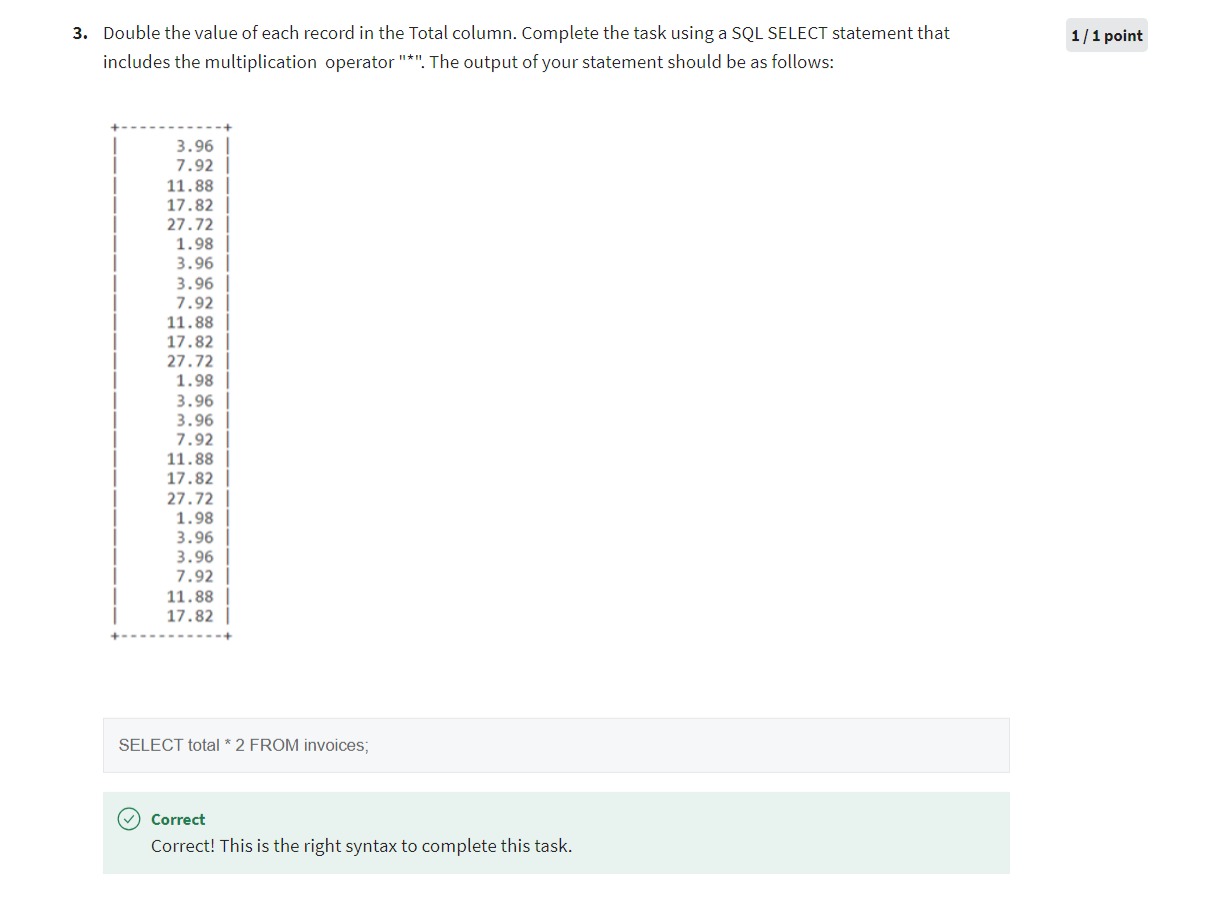 3. Double the value of each record in the Total column. Complete the task using a SQL SELECT statement that
1 / 1 point
includes the multiplication operator "*". The output of your statement should be as follows:
+------------+
| 3.96 |
| 7.92 |
| 11.88 |
| 17.82 |
| 27.72 |
| 1.98 |
| 3.96 |
| 3.96 |
| 7.92 |
| 11.88 |
| 17.82 |
| 27.72 |
| 1.98 |
| 3.96 |
| 3.96 |
| 7.92 |
| 11.88 |
| 17.82 |
| 27.72 |
| 1.98 |
| 3.96 |
| 3.96 |
| 7.92 |
| 11.88 |
| 17.82 |
+------------+
SELECT total * 2 FROM invoices;
Correct
Correct! This is the right syntax to complete this task.